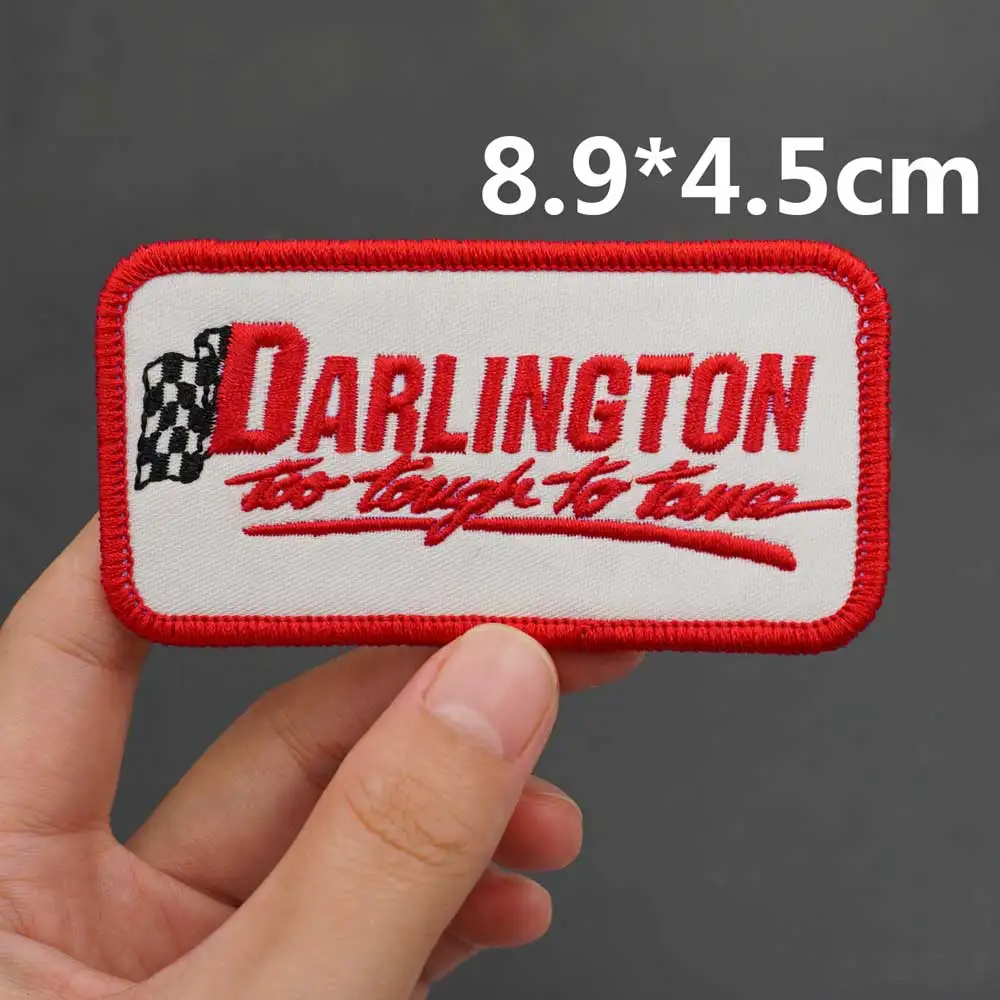 8.9*4.5cm
DARLINGTON
too tough to tame